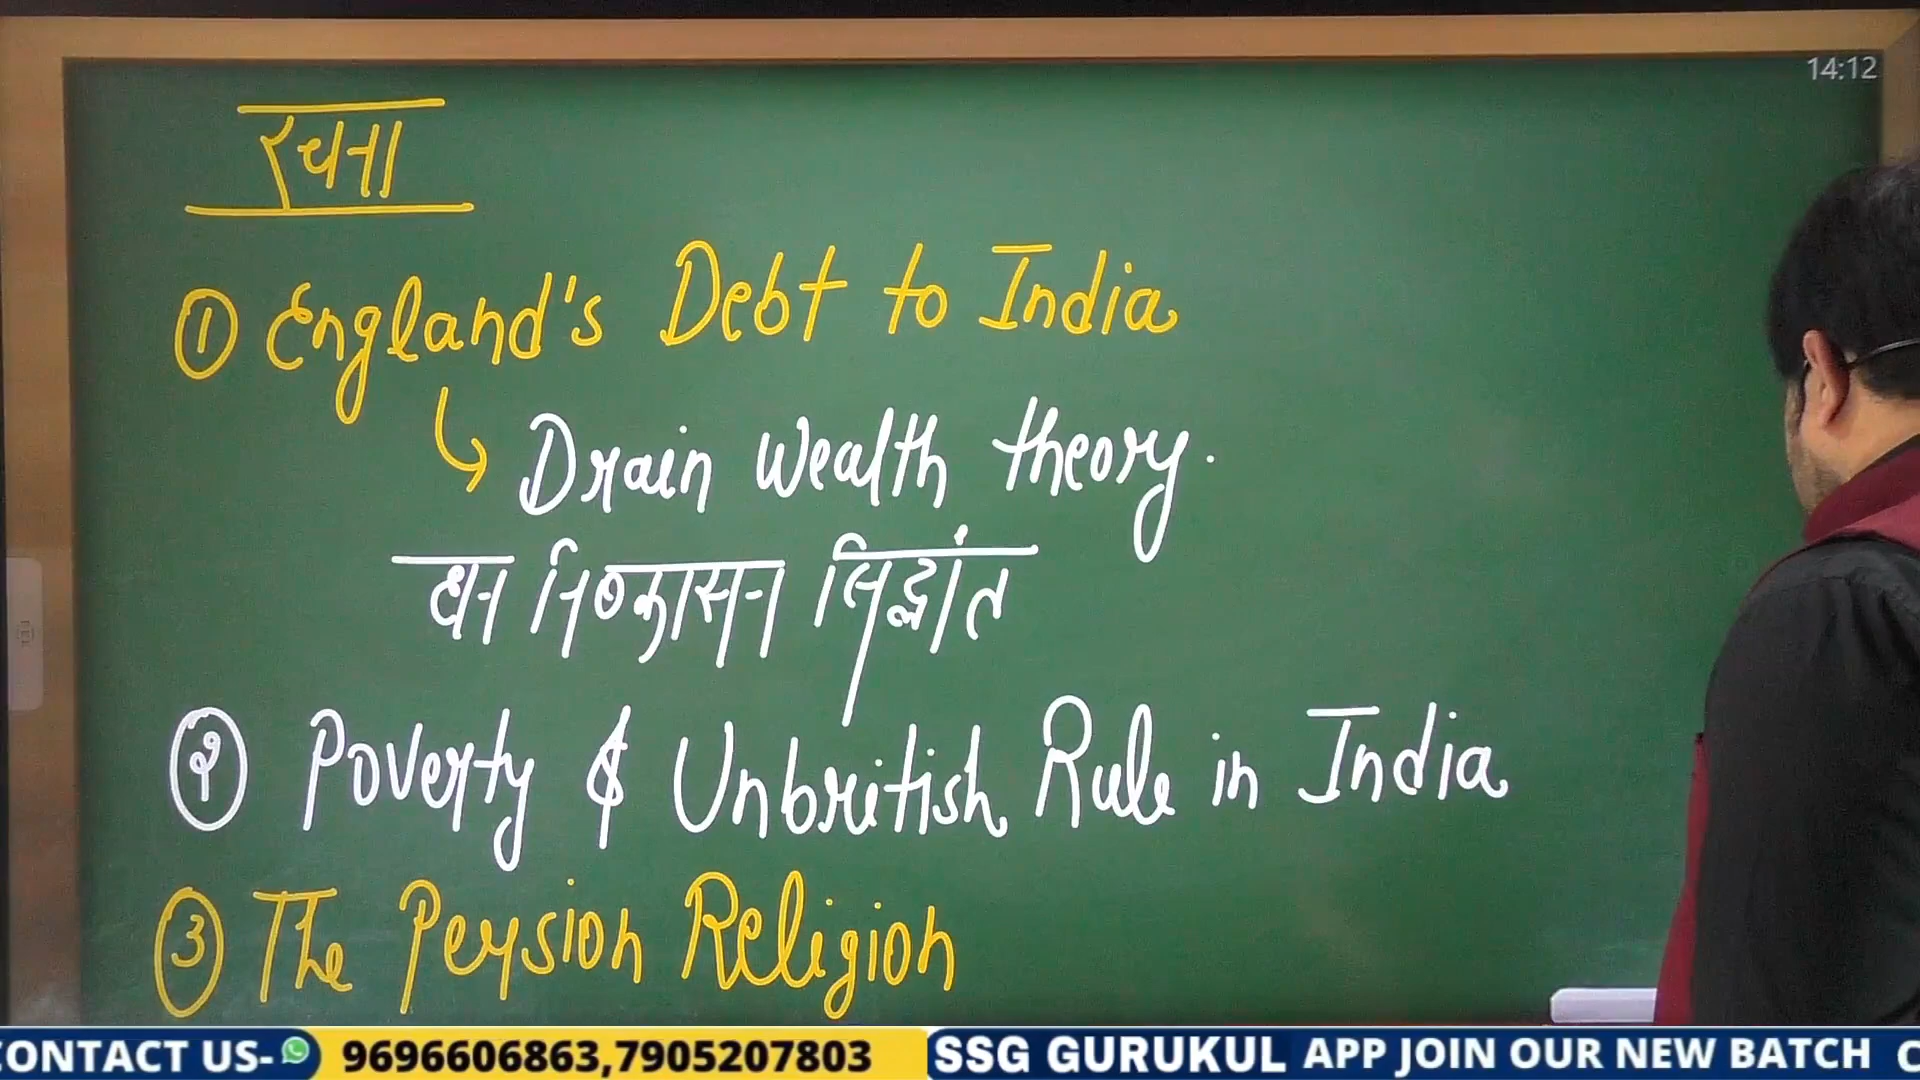 14:12
रचना
① England's Debt to India
Drain Wealth theory.
धन निष्कासन सिद्धांत
② Poverty & Unbritish Rule in India
③ The Persion Religion
CONTACT US- 9696606863,7905207803 SSG GURUKUL APP JOIN OUR NEW BATCH C